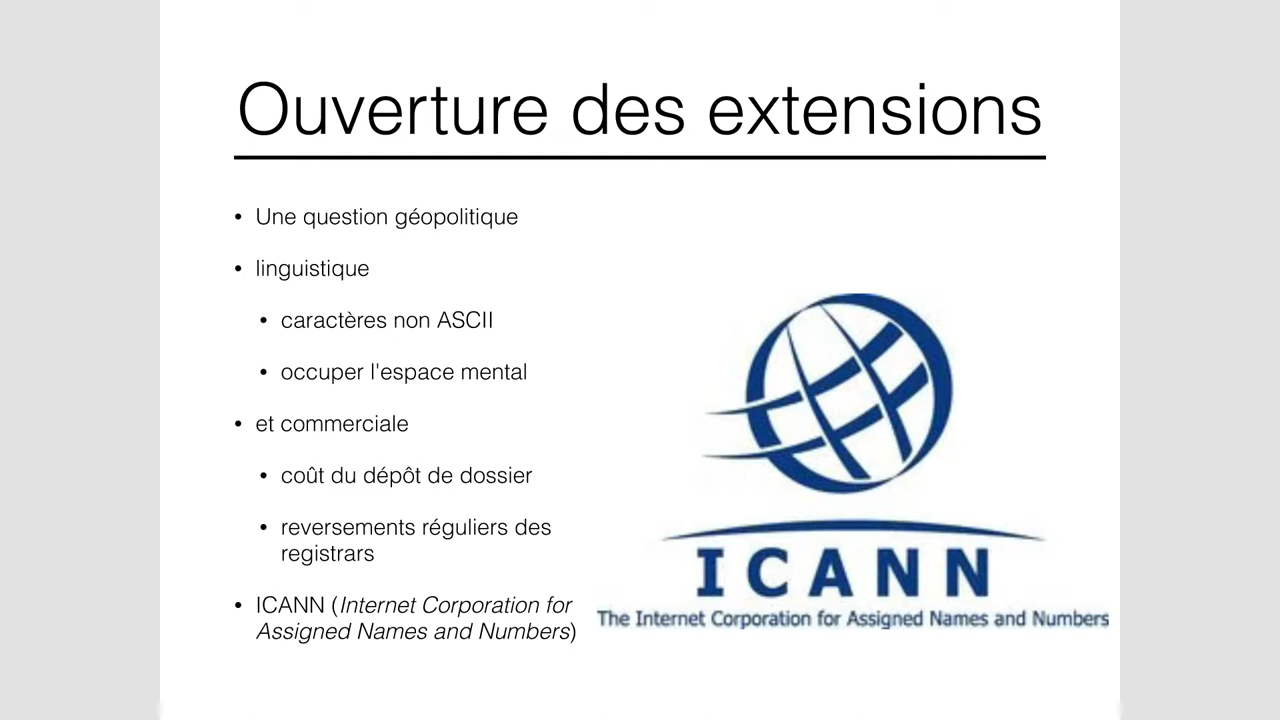 Ouverture des extensions
• Une question géopolitique
• linguistique
• caractères non ASCII
• occuper l'espace mental
• et commerciale
• coût du dépôt de dossier
• reversements réguliers des
registrars
• ICANN (Internet Corporation for
Assigned Names and Numbers)
ICANN
The Internet Corporation for Assigned Names and Numbers